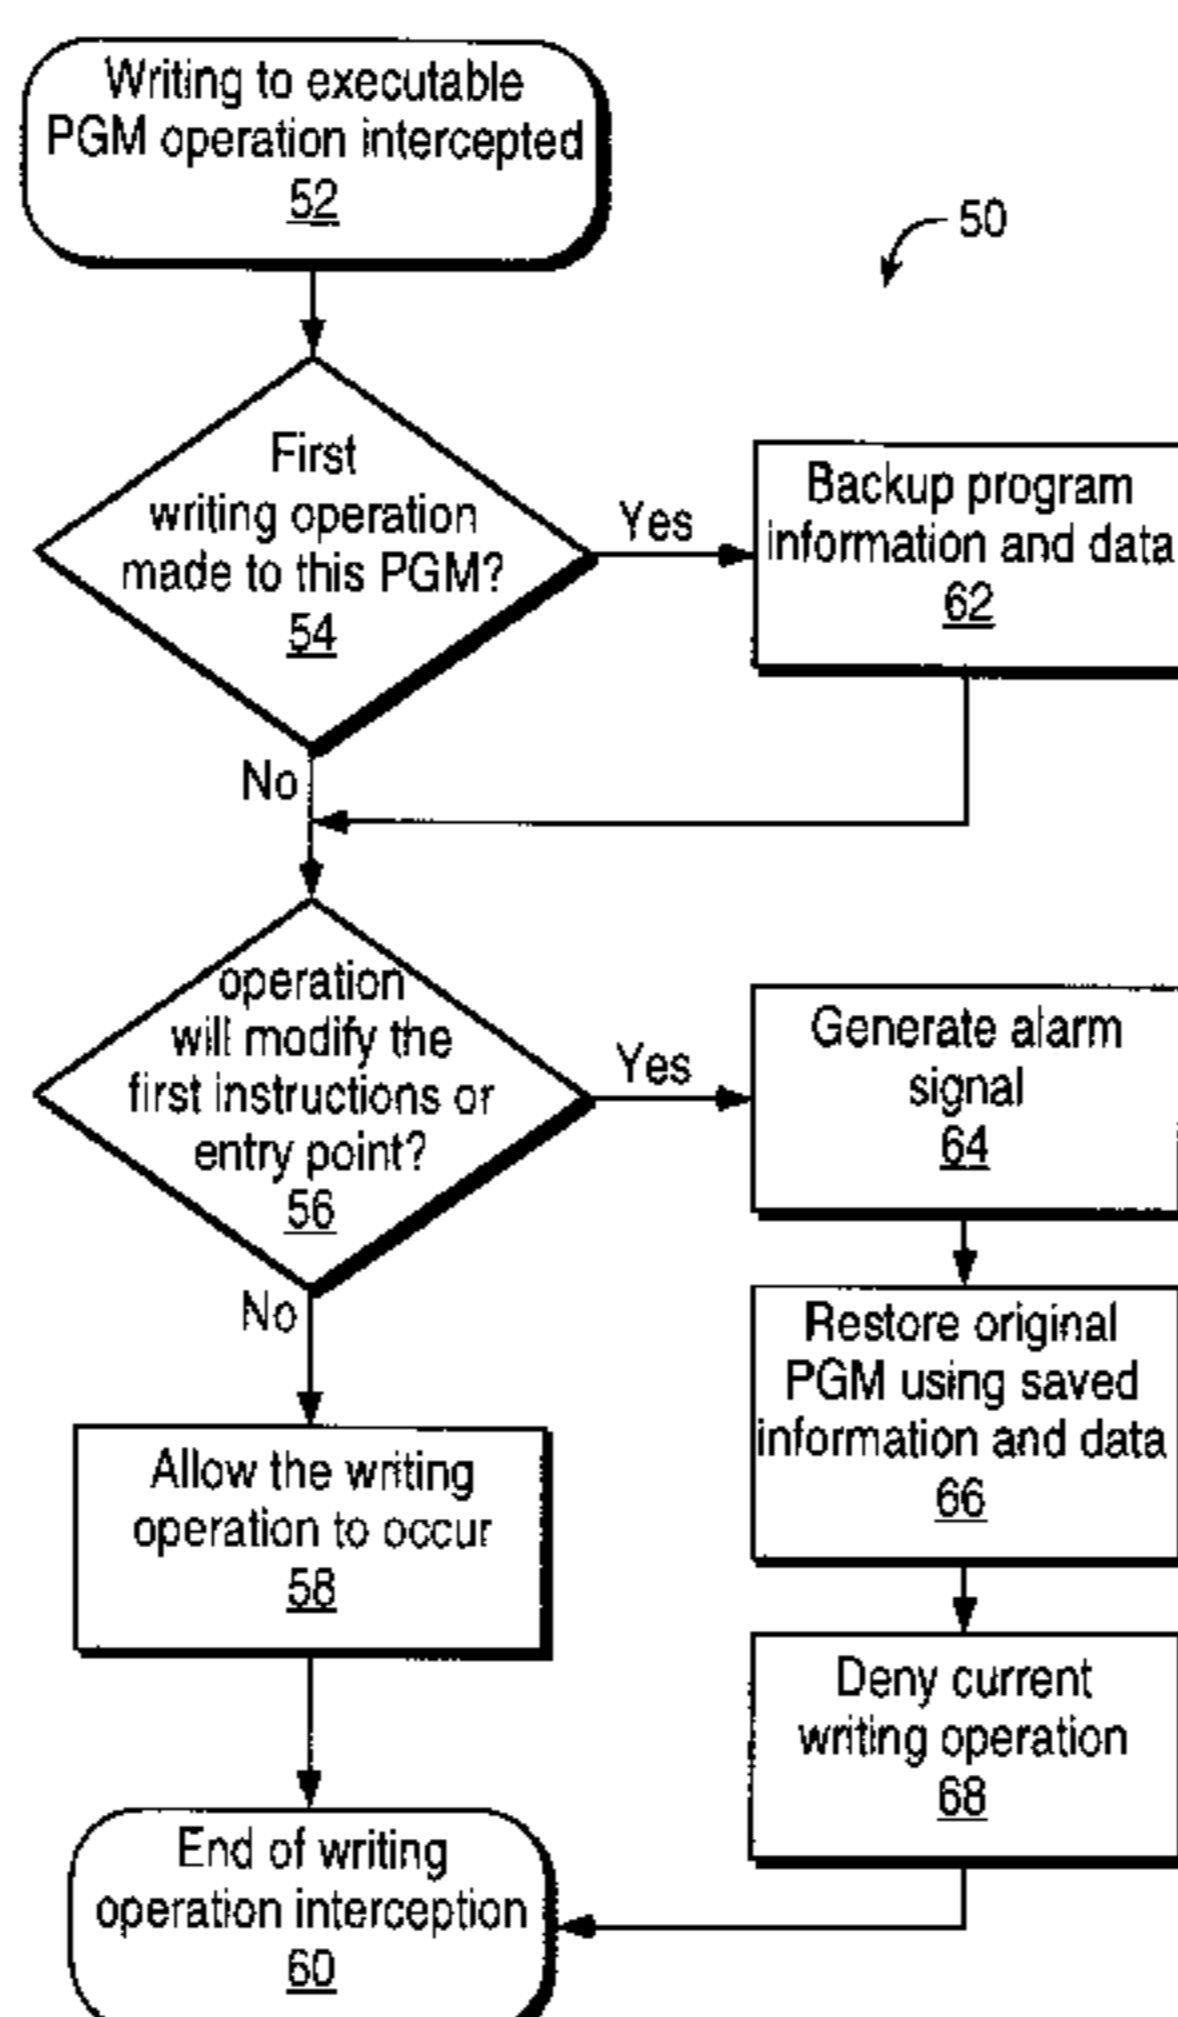 Writing to executable
PGM operation intercepted
52
50
First
writing operation
made to this PGM?
54
Yes
Backup program
information and data
62
No
operation
will modify the
first instructions or
entry point?
56
Yes
Generate alarm
signal
64
No
Restore original
PGM using saved
information and data
66
Allow the writing
operation to occur
58
Deny current
writing operation
68
End of writing
operation interception
60